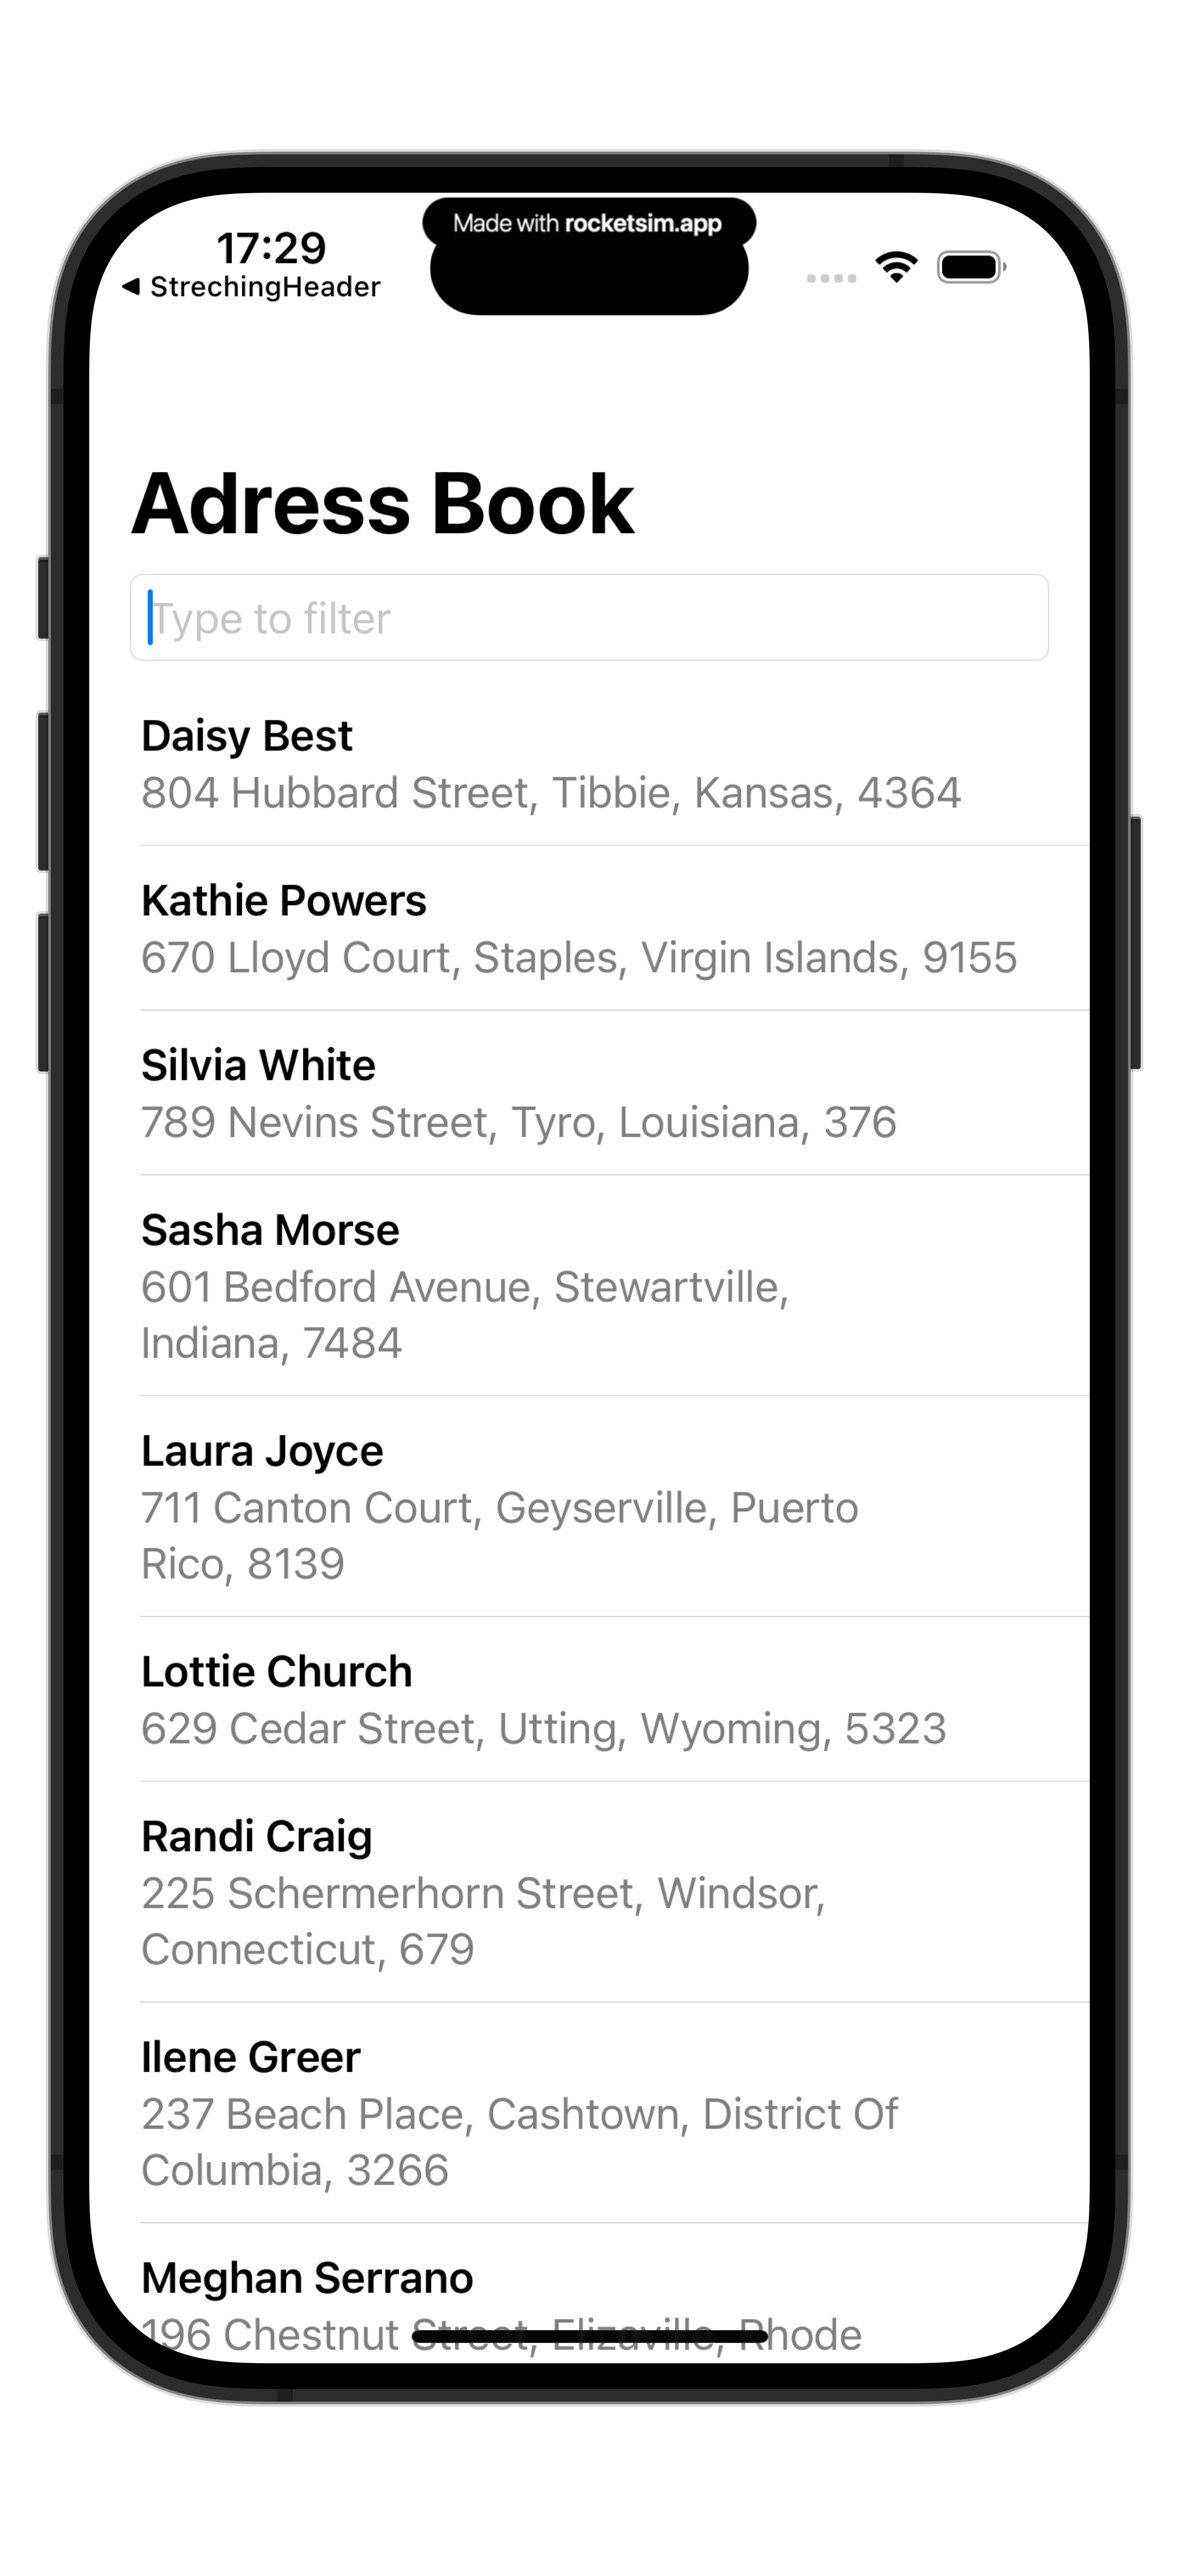 Made with rocketsim.app
17:29
StrechingHeader
Adress Book
Type to filter
Daisy Best
804 Hubbard Street, Tibbie, Kansas, 4364
Kathie Powers
670 Lloyd Court, Staples, Virgin Islands, 9155
Silvia White
789 Nevins Street, Tyro, Louisiana, 376
Sasha Morse
601 Bedford Avenue, Stewartville,
Indiana, 7484
Laura Joyce
711 Canton Court, Geyserville, Puerto
Rico, 8139
Lottie Church
629 Cedar Street, Utting, Wyoming, 5323
Randi Craig
225 Schermerhorn Street, Windsor,
Connecticut, 679
Ilene Greer
237 Beach Place, Cashtown, District Of
Columbia, 3266
Meghan Serrano
196 Chestnut Street, Elizaville, Rhode